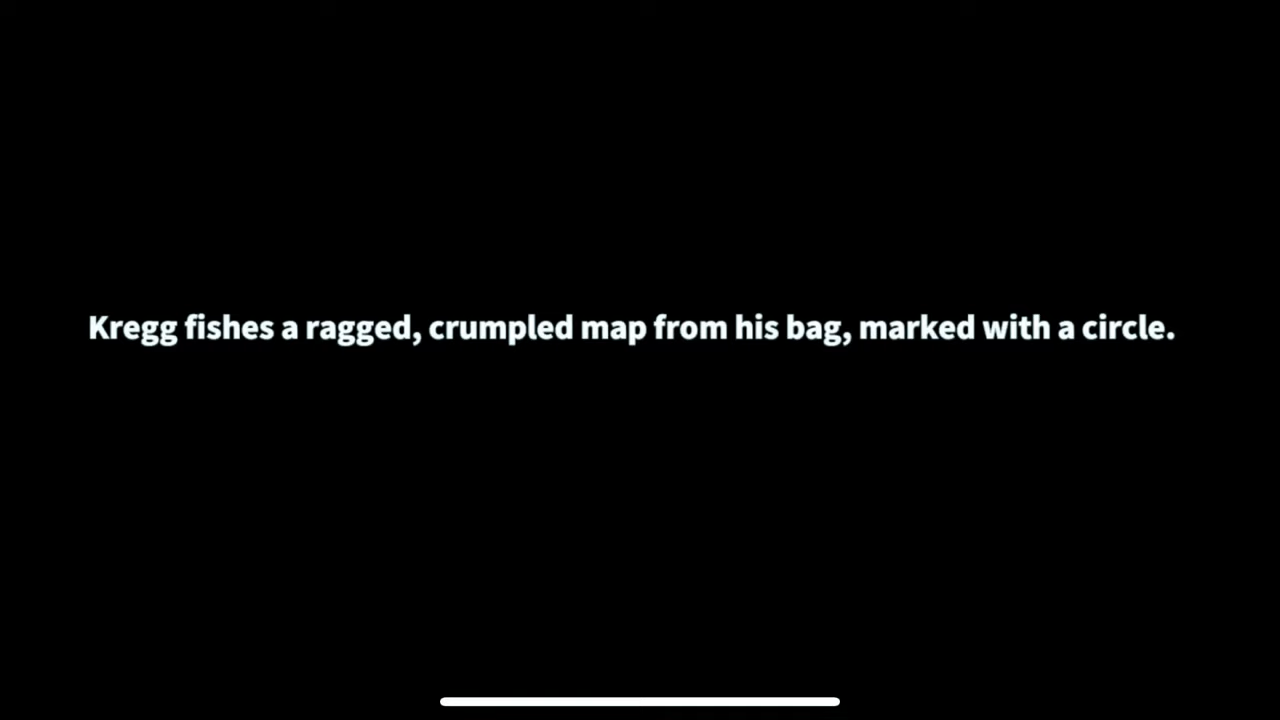 Kregg fishes a ragged, crumpled map from his bag, marked with a circle.